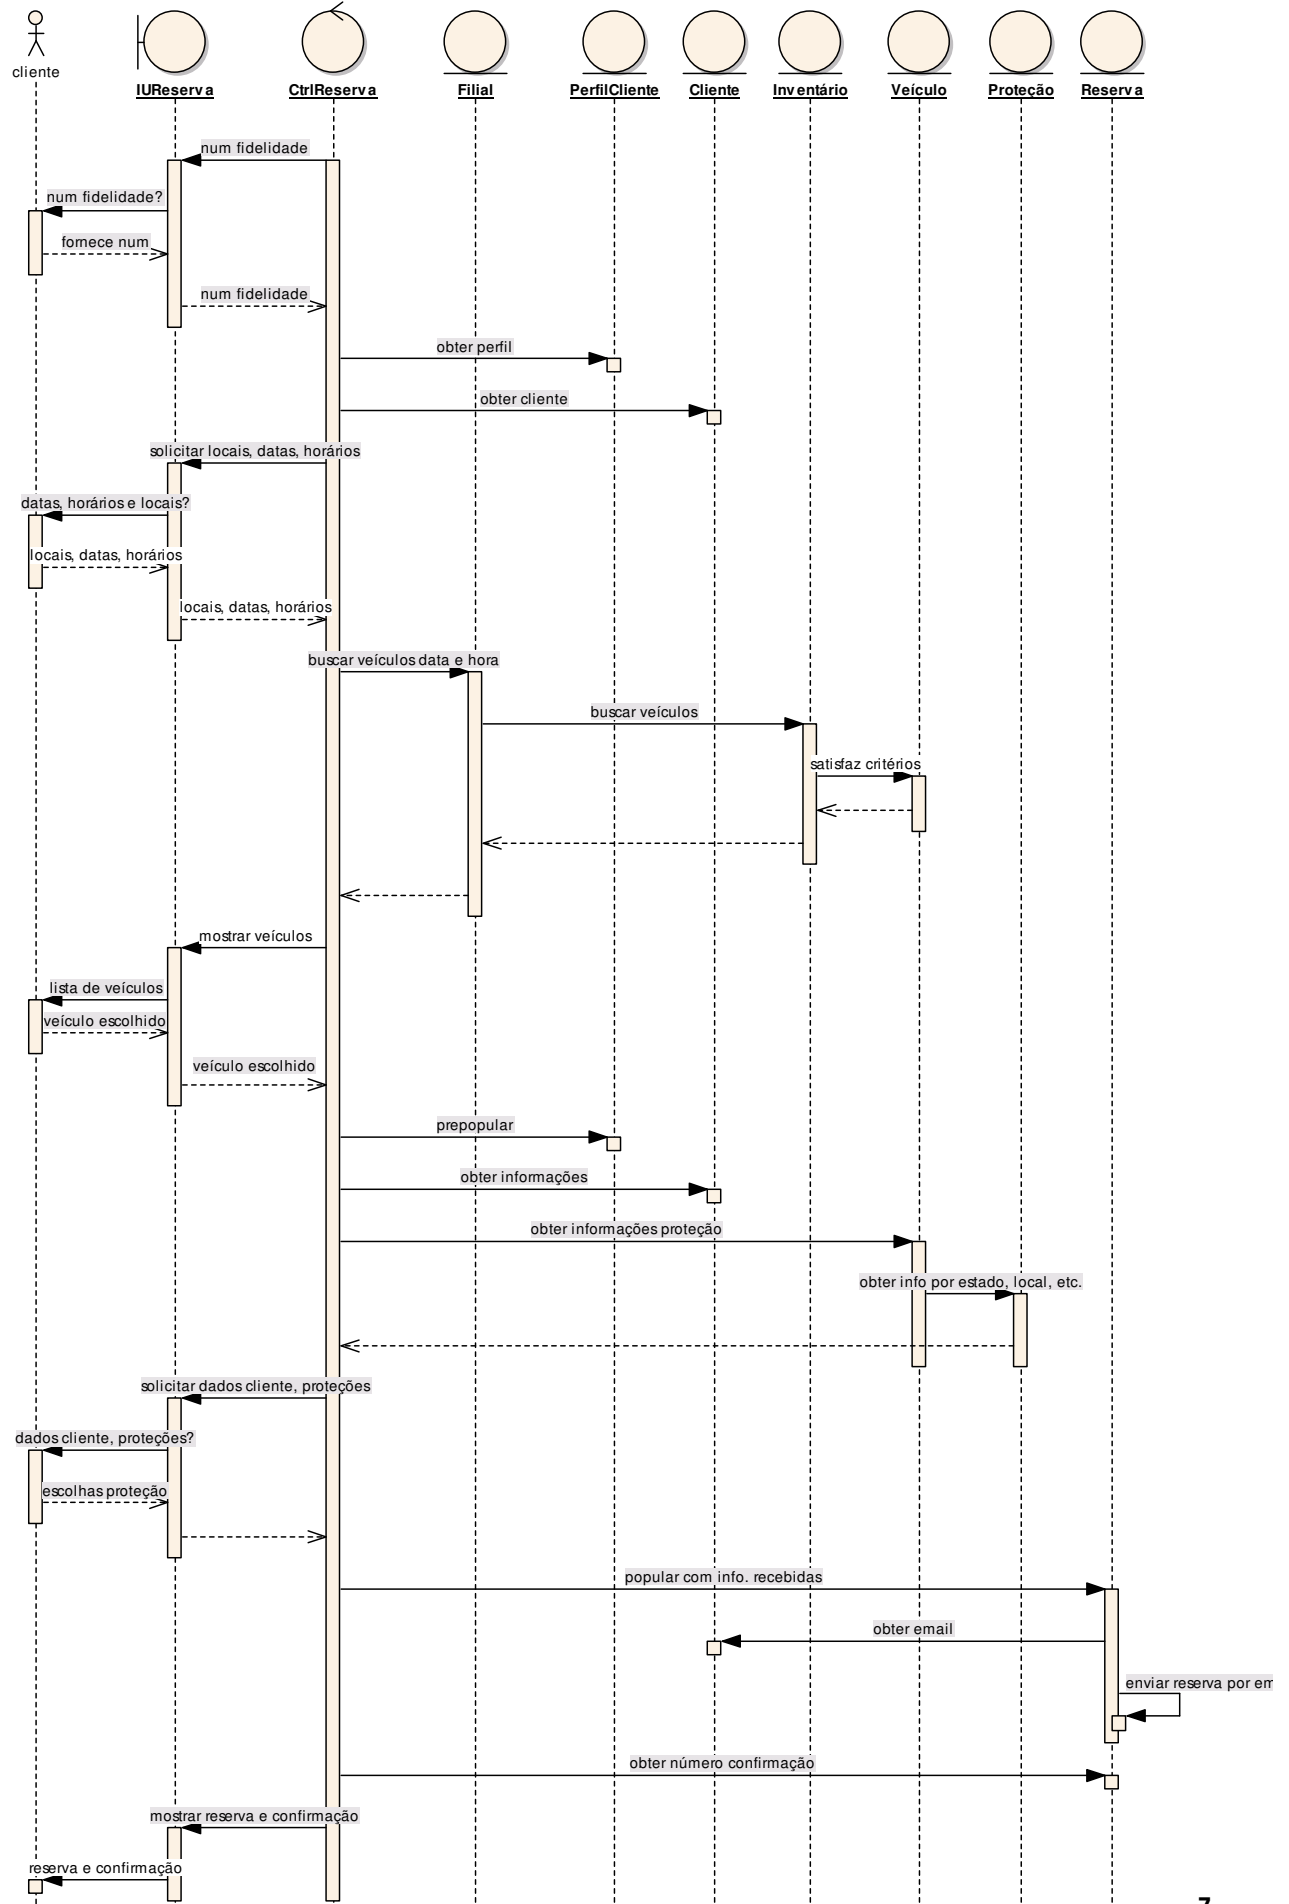 cliente
IUReserva
CtrlReserva
Filial
PerfilCliente
Cliente
Inventário
Veículo
Proteção
Reserva
num fidelidade
num fidelidade?
fornece num
num fidelidade
obter perfil
obter cliente
solicitar locais, datas, horários
datas, horários e locais?
locais, datas, horários
locais, datas, horários
buscar veículos data e hora
buscar veículos
satisfaz critérios
mostrar veículos
lista de veículos
veículo escolhido
veículo escolhido
prepopular
obter informações
obter informações proteção
obter info por estado, local, etc.
solicitar dados cliente, proteções
dados cliente, proteções?
escolhas proteção
popular com info. recebidas
obter email
enviar reserva por em
obter número confirmação
mostrar reserva e confirmação
reserva e confirmação